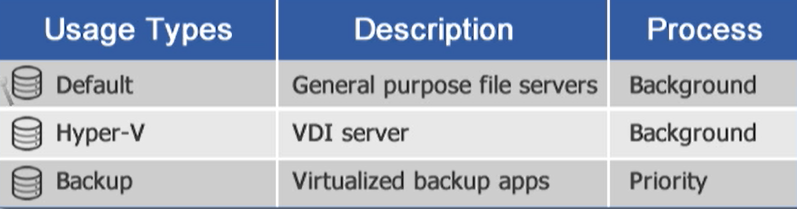 Usage Types Description Process
Default General purpose file servers Background
Hyper-V VDI server Background
Backup Virtualized backup apps Priority